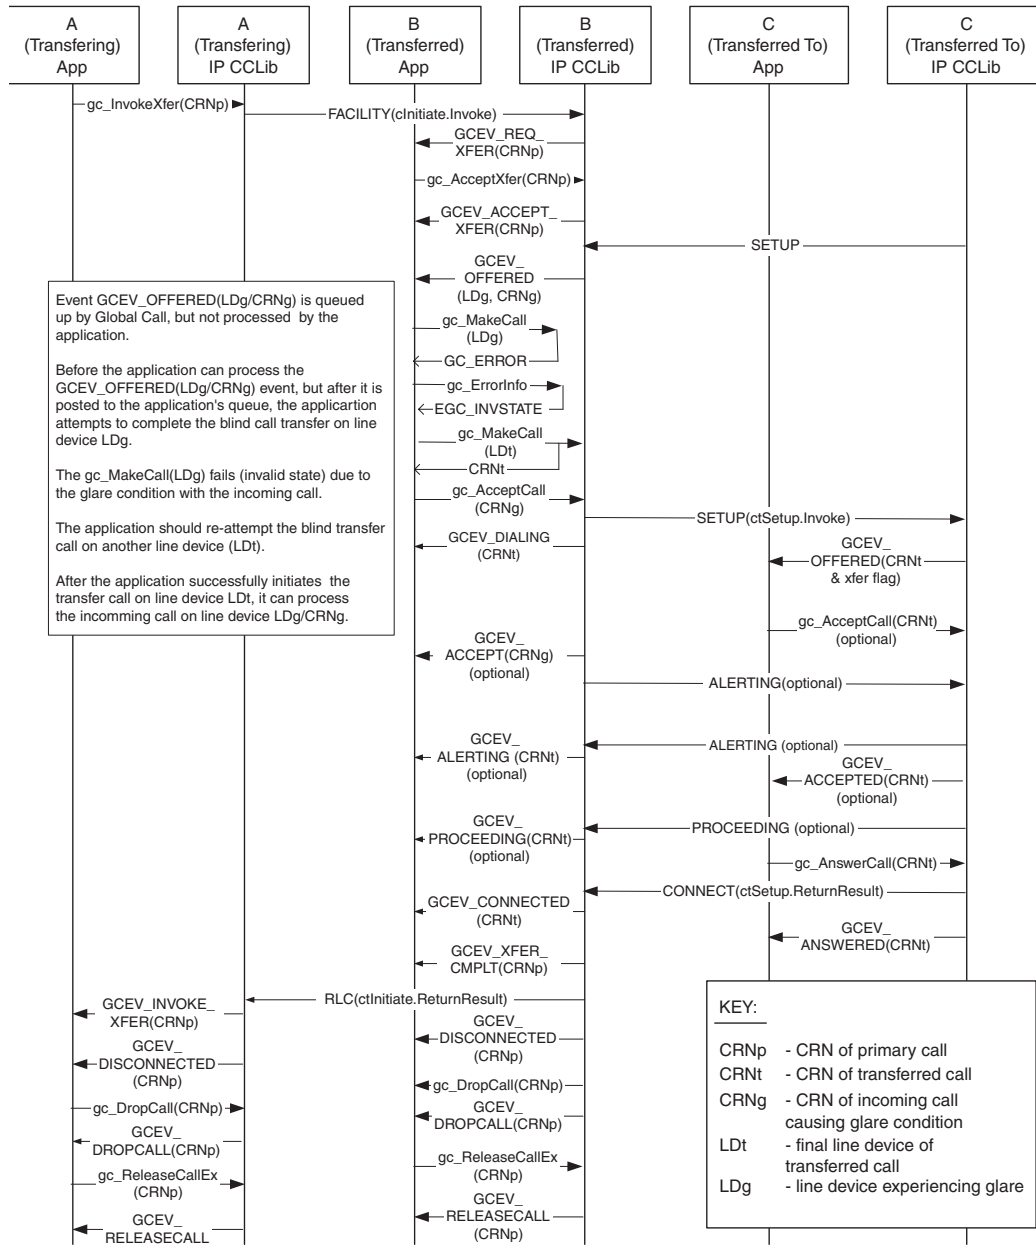 A
(Transfering)
App
A
(Transfering)
IP CCLib
B
(Transferred)
App
B
(Transferred)
IP CCLib
C
(Transferred To)
App
C
(Transferred To)
IP CCLib
gc_InvokeXfer(CRNp)
FACILITY(cInitiate.Invoke)
GCEV_REQ_
XFER(CRNp)
gc_AcceptXfer(CRNp)
GCEV_ACCEPT_
XFER(CRNp)
SETUP
GCEV_
OFFERED
(LDg, CRNg)
Event GCEV_OFFERED(LDg/CRNg) is queued
up by Global Call, but not processed by the
application.
Before the application can process the
GCEV_OFFERED(LDg/CRNg) event, but after it is
posted to the application's queue, the applicartion
attempts to complete the blind call transfer on line
device LDg.
The gc_MakeCall(LDg) fails (invalid state) due to
the glare condition with the incoming call.
The application should re-attempt the blind transfer
call on another line device (LDt).
After the application successfully initiates the
transfer call on line device LDt, it can process
the incomming call on line device LDg/CRNg.
gc_MakeCall
(LDg)
GC_ERROR
gc_ErrorInfo
EGC_INVSTATE
gc_MakeCall
(LDt)
CRNt
gc_AcceptCall
(CRNg)
SETUP(ctSetup.Invoke)
GCEV_DIALING
(CRNt)
GCEV_
OFFERED(CRNt
& xfer flag)
gc_AcceptCall(CRNt)
(optional)
GCEV_
ACCEPT(CRNg)
(optional)
ALERTING(optional)
ALERTING (optional)
GCEV_
ALERTING (CRNt)
(optional)
GCEV_
ACCEPTED(CRNt)
(optional)
PROCEEDING (optional)
GCEV_
PROCEEDING(CRNt)
(optional)
gc_AnswerCall(CRNt)
CONNECT(ctSetup.ReturnResult)
GCEV_CONNECTED
(CRNt)
GCEV_
ANSWERED(CRNt)
GCEV_XFER_
CMPLT(CRNp)
RLC(ctInitiate.ReturnResult)
GCEV_INVOKE_
XFER(CRNp)
GCEV_
DISCONNECTED
(CRNp)
GCEV_
DISCONNECTED
(CRNp)
gc_DropCall(CRNp)
gc_DropCall(CRNp)
GCEV_
DROPCALL(CRNp)
GCEV_
DROPCALL(CRNp)
gc_ReleaseCallEx
(CRNp)
gc_ReleaseCallEx
(CRNp)
GCEV_
RELEASECALL
GCEV_
RELEASECALL
(CRNp)
KEY:
CRNp - CRN of primary call
CRNt - CRN of transferred call
CRNg - CRN of incoming call
causing glare condition
LDt - final line device of
transferred call
LDg - line device experiencing glare